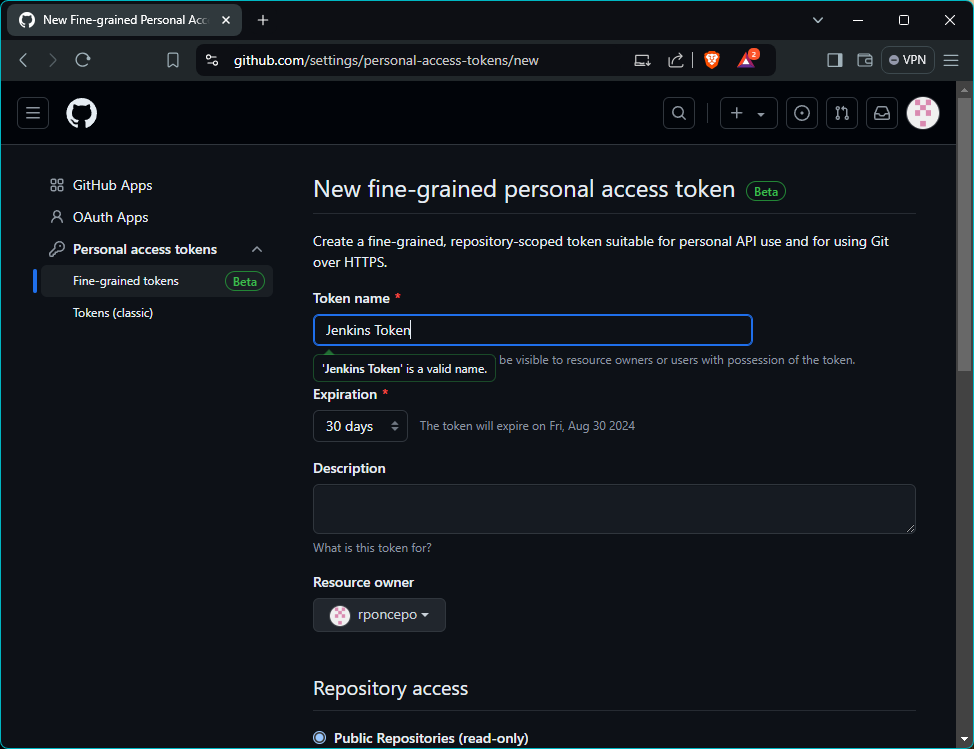 New Fine-grained Personal Acc
github.com/settings/personal-access-tokens/new
2
VPN
GitHub Apps
OAuth Apps
Personal access tokens
Fine-grained tokens
Beta
Tokens (classic)
New fine-grained personal access token
Beta
Create a fine-grained, repository-scoped token suitable for personal API use and for using Git
over HTTPS.
Token name *
Jenkins Token
be visible to resource owners or users with possession of the token.
'Jenkins Token' is a valid name.
Expiration *
30 days
The token will expire on Fri, Aug 30 2024
Description
What is this token for?
Resource owner
rponcepo
Repository access
Public Repositories (read-only)